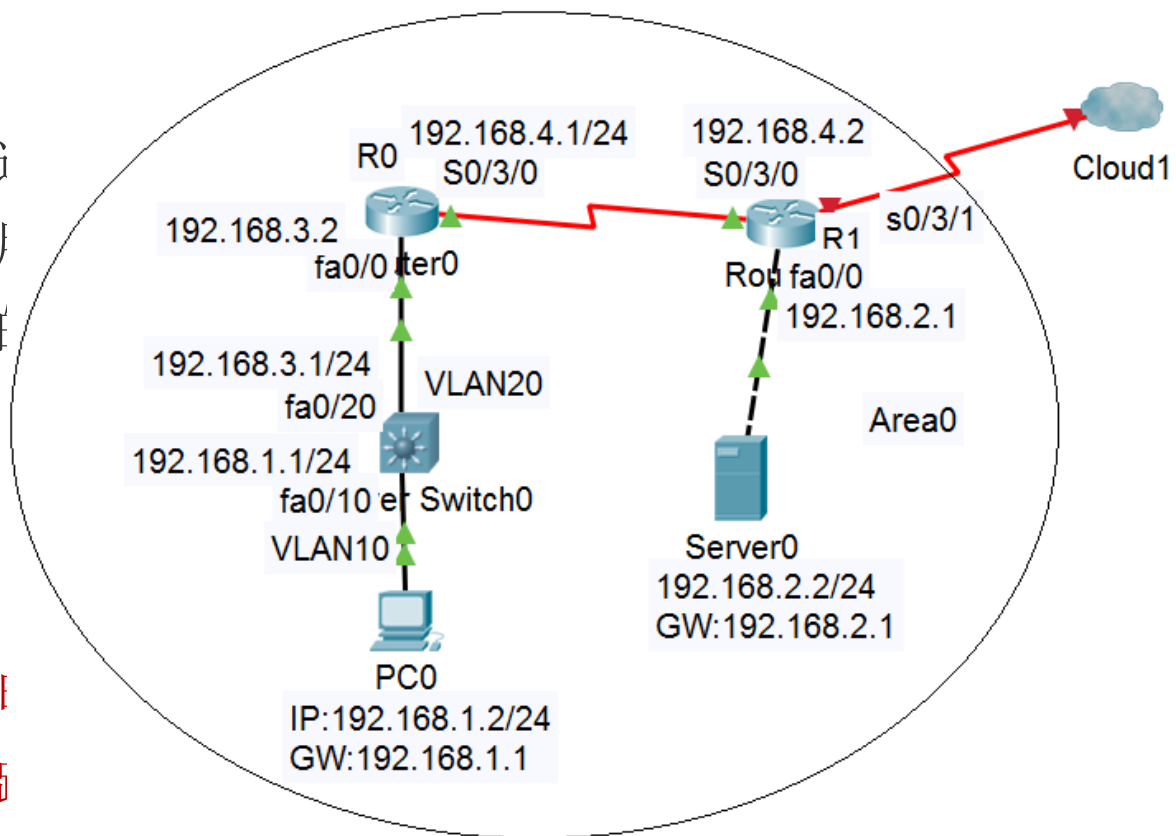 192.168.4.1/24
192.168.4.2
R0
S0/3/0
S0/3/0
Cloud1
192.168.3.2
s0/3/1
R1
fa0/0
fa0/0
192.168.2.1
192.168.3.1/24
VLAN20
fa0/20
Area0
192.168.1.1/24
fa0/10
Switch0
VLAN10
Server0
192.168.2.2/24
GW:192.168.2.1
PC0
IP:192.168.1.2/24
GW:192.168.1.1